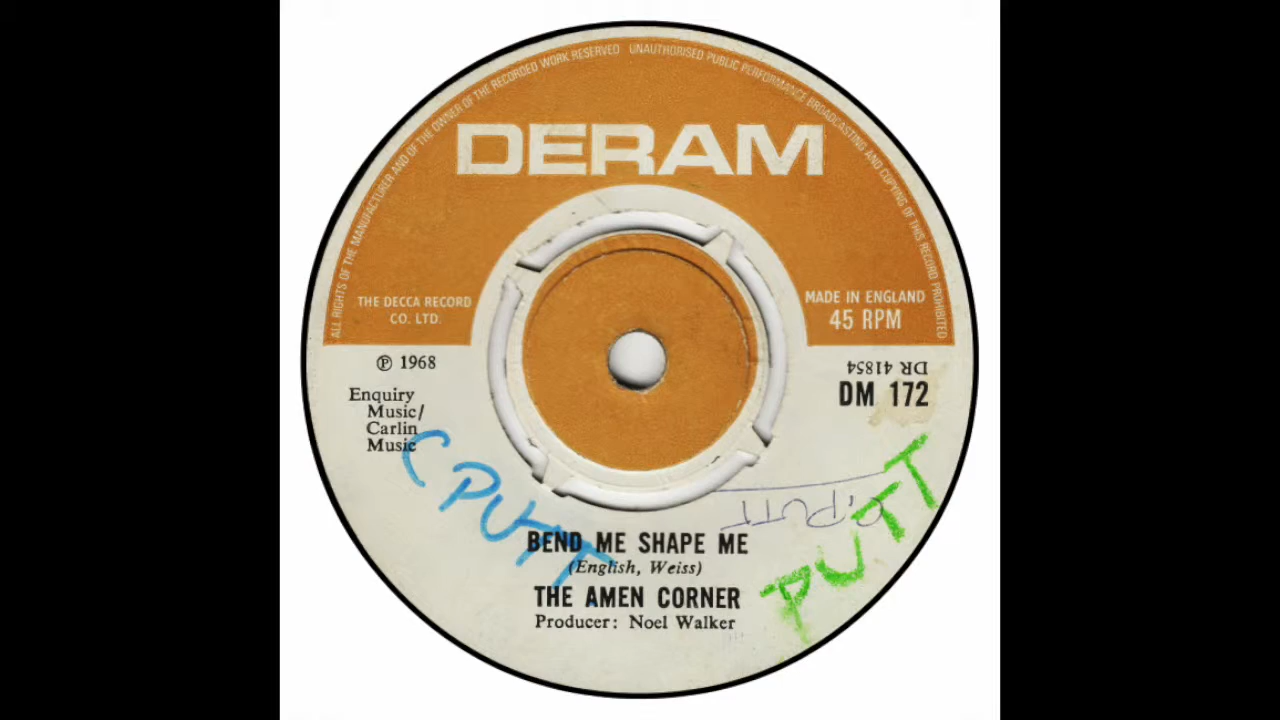 ALL RIGHTS OF THE MANUFACTURER AND OF THE OWNER OF THE RECORDED WORK RESERVED UNAUTHORISED PUBLIC PERFORMANCE BROADCASTING AND COPYING OF THIS RECORD PROHIBITED
DERAM
THE DECCA RECORD
CO. LTD.
MADE IN ENGLAND
45 RPM
℗ 1968
Enquiry
Music/
Carlin
Music
DR 41854
DM 172
C PUTT
C. PUTT
PUTT
BEND ME SHAPE ME
(English, Weiss)
THE AMEN CORNER
Producer: Noel Walker